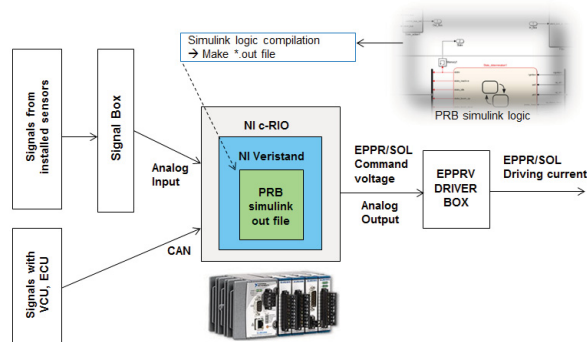 Simulink logic compilation
→ Make *.out file
PRB simulink logic
Signals from
installed sensors
Signal Box
Analog
Input
NI c-RIO
NI Veristand
PRB
simulink
out file
EPPR/SOL
Command
voltage
Analog
Output
EPPRV
DRIVER
BOX
EPPR/SOL
Driving current
Signals with
VCU, ECU
CAN